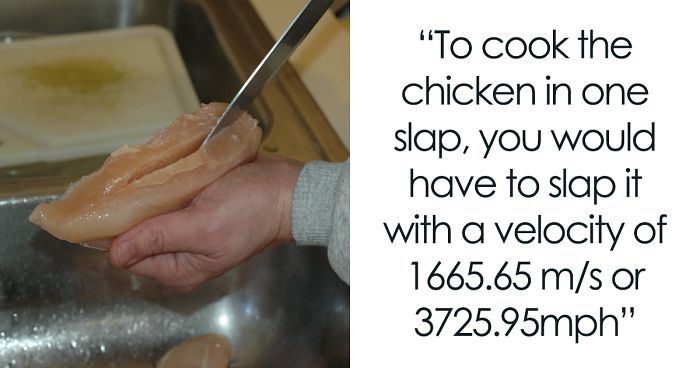 “To cook the
chicken in one
slap, you would
have to slap it
with a velocity of
1665.65 m/s or
3725.95mph”